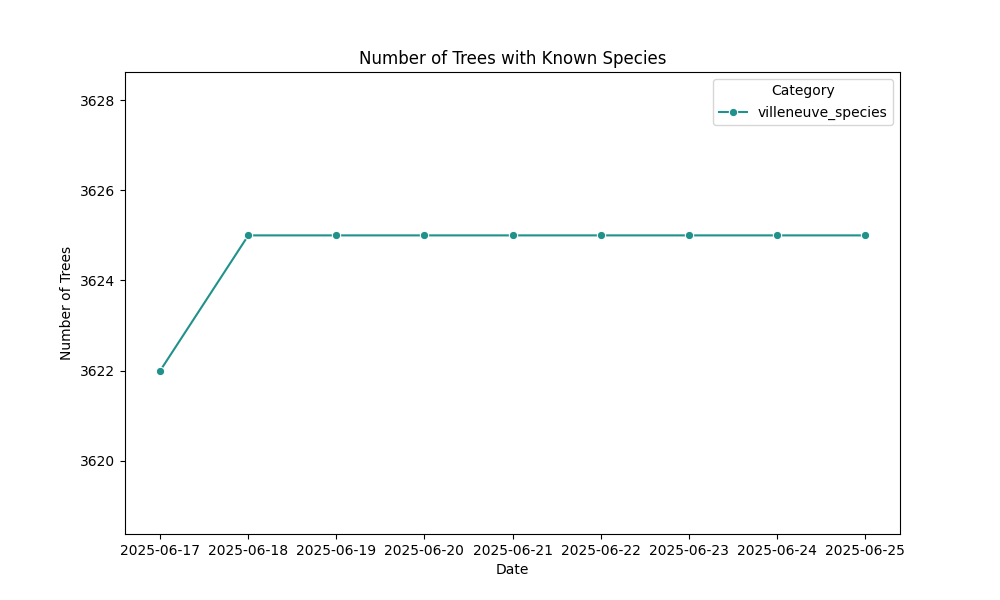 Number of Trees with Known Species
Category
villeneuve_species
3628
3626
3624
3622
3620
Number of Trees
2025-06-17 2025-06-18 2025-06-19 2025-06-20 2025-06-21 2025-06-22 2025-06-23 2025-06-24 2025-06-25
Date